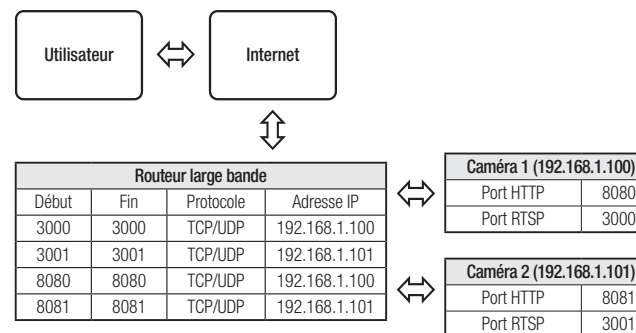 Utilisateur
Internet
Routeur large bande
Début Fin Protocole Adresse IP
3000 3000 TCP/UDP 192.168.1.100
3001 3001 TCP/UDP 192.168.1.101
8080 8080 TCP/UDP 192.168.1.100
8081 8081 TCP/UDP 192.168.1.101
Caméra 1 (192.168.1.100)
Port HTTP 8080
Port RTSP 3000
Caméra 2 (192.168.1.101)
Port HTTP 8081
Port RTSP 3001